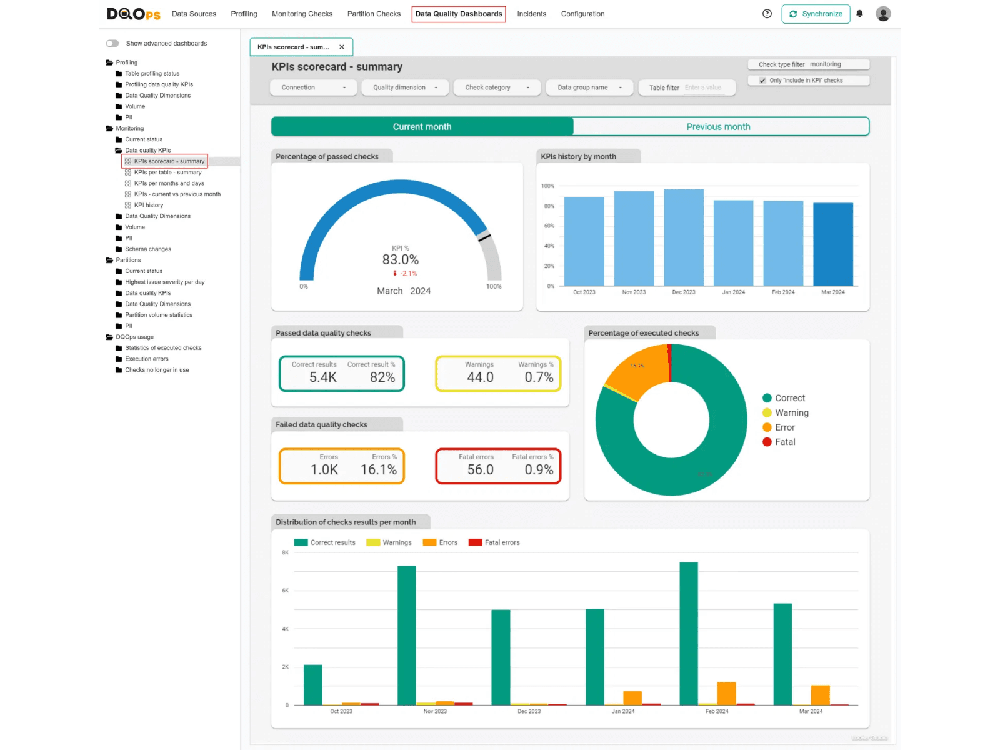 DQOps Data Sources Profiling Monitoring Checks Partition Checks Data Quality Dashboards Incidents Configuration Synchronize
Show advanced dashboards
Profiling
Table profiling status
Profiling data quality KPIs
Data Quality Dimensions
Volume
PII
Monitoring
Current status
Data quality KPIs
KPIs scorecard - summary
KPIs per table - summary
KPIs per months and days
KPIs - current vs previous month
KPI history
Data Quality Dimensions
Volume
PII
Schema changes
Partitions
Current status
Highest issue severity per day
Data quality KPIs
Data Quality Dimensions
Partition volume statistics
PII
DQOps usage
Statistics of executed checks
Execution errors
Checks no longer in use
KPIs scorecard - sum...
KPIs scorecard - summary
Check type filter monitoring
Only "include in KPI" checks
Connection Quality dimension Check category Data group name Table filter Enter a value
Current month Previous month
Percentage of passed checks
KPI %
83.0%
-2.1%
0% 100%
March 2024
KPIs history by month
100%
80%
60%
40%
20%
0%
Oct 2023 Nov 2023 Dec 2023 Jan 2024 Feb 2024 Mar 2024
Passed data quality checks
Correct results Correct result %
5.4K 82%
Warnings Warnings %
44.0 0.7%
Failed data quality checks
Errors Errors %
1.0K 16.1%
Fatal errors Fatal errors %
56.0 0.9%
Percentage of executed checks
16.1%
Correct
Warning
Error
Fatal
Distribution of checks results per month
Correct results Warnings Errors Fatal errors
8K
6K
4K
2K
0
Oct 2023 Nov 2023 Dec 2023 Jan 2024 Feb 2024 Mar 2024
Looker Studio